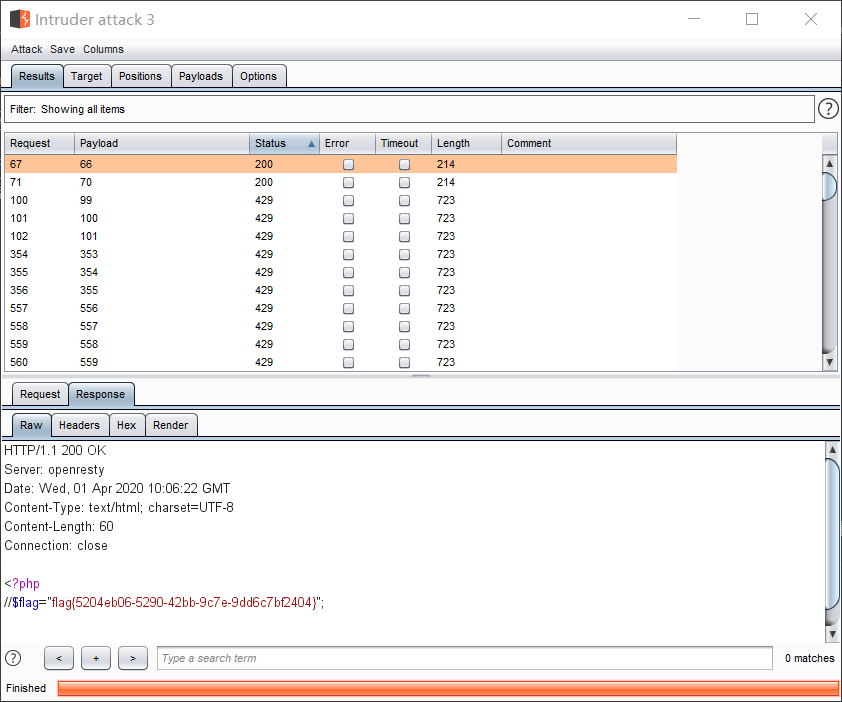 Intruder attack 3
Attack Save Columns
Results Target Positions Payloads Options
Filter: Showing all items ?
Request Payload Status Error Timeout Length Comment
67 66 200 214
71 70 200 214
100 99 429 723
101 100 429 723
102 101 429 723
354 353 429 723
355 354 429 723
356 355 429 723
557 556 429 723
558 557 429 723
559 558 429 723
560 559 429 723
Request Response
Raw Headers Hex Render
HTTP/1.1 200 OK
Server: openresty
Date: Wed, 01 Apr 2020 10:06:22 GMT
Content-Type: text/html; charset=UTF-8
Content-Length: 60
Connection: close
<?php
//$flag="flag{5204eb06-5290-42bb-9c7e-9dd6c7bf2404}";
? < + > Type a search term 0 matches
Finished